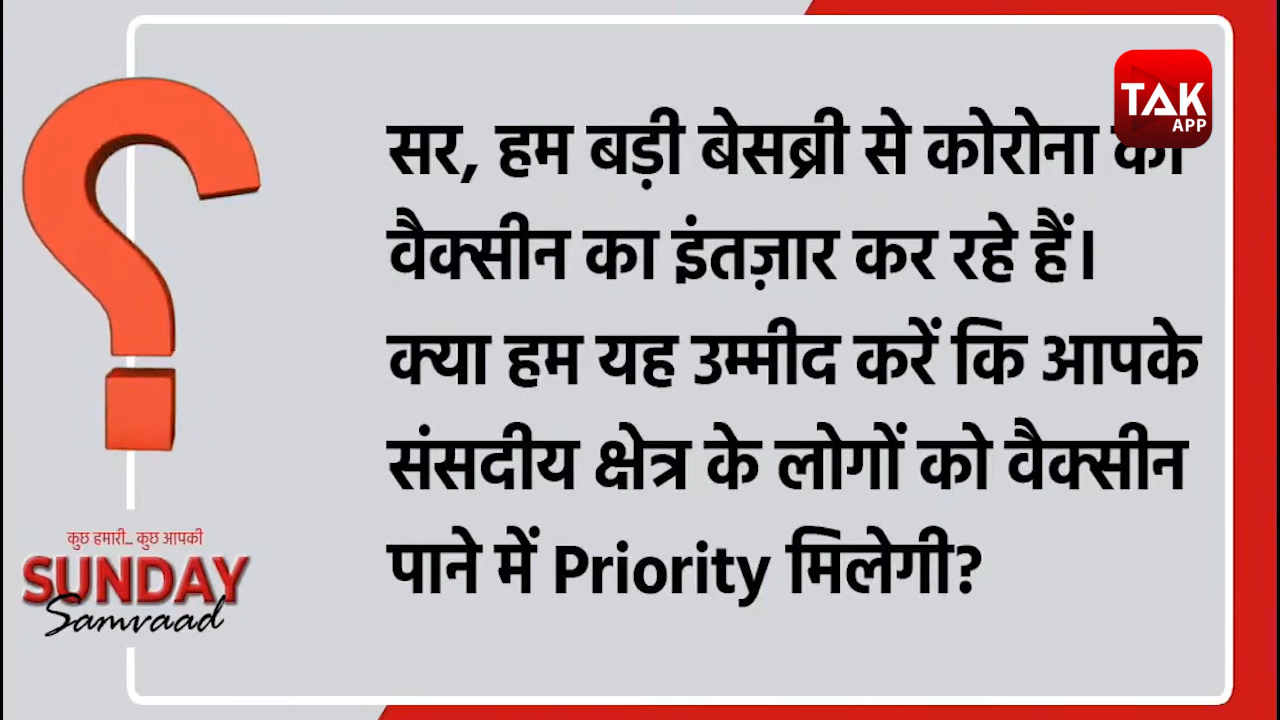 सर, हम बड़ी बेसब्री से कोरोना
वैक्सीन का इंतज़ार कर रहे हैं।
क्या हम यह उम्मीद करें कि आपके
संसदीय क्षेत्र के लोगों को वैक्सीन
पाने में Priority मिलेगी?
TAK
APP
कुछ हमारी... कुछ आपकी
SUNDAY
Samvaad